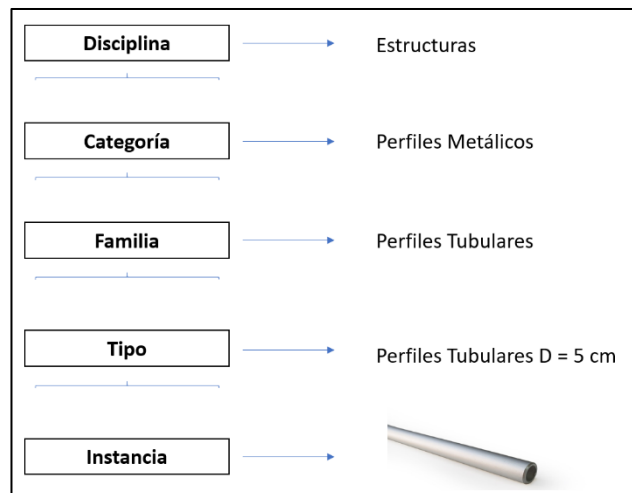 Disciplina
Estructuras
Categoría
Perfiles Metálicos
Familia
Perfiles Tubulares
Tipo
Perfiles Tubulares D = 5 cm
Instancia